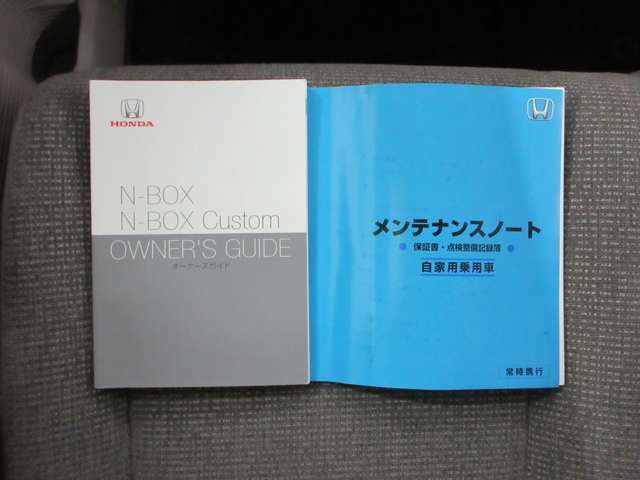 HONDA
N-BOX
N-BOX Custom
OWNER'S GUIDE
オーナーズガイド
メンテナンスノート
保証書・点検整備記録簿
自家用乗用車
常時携行